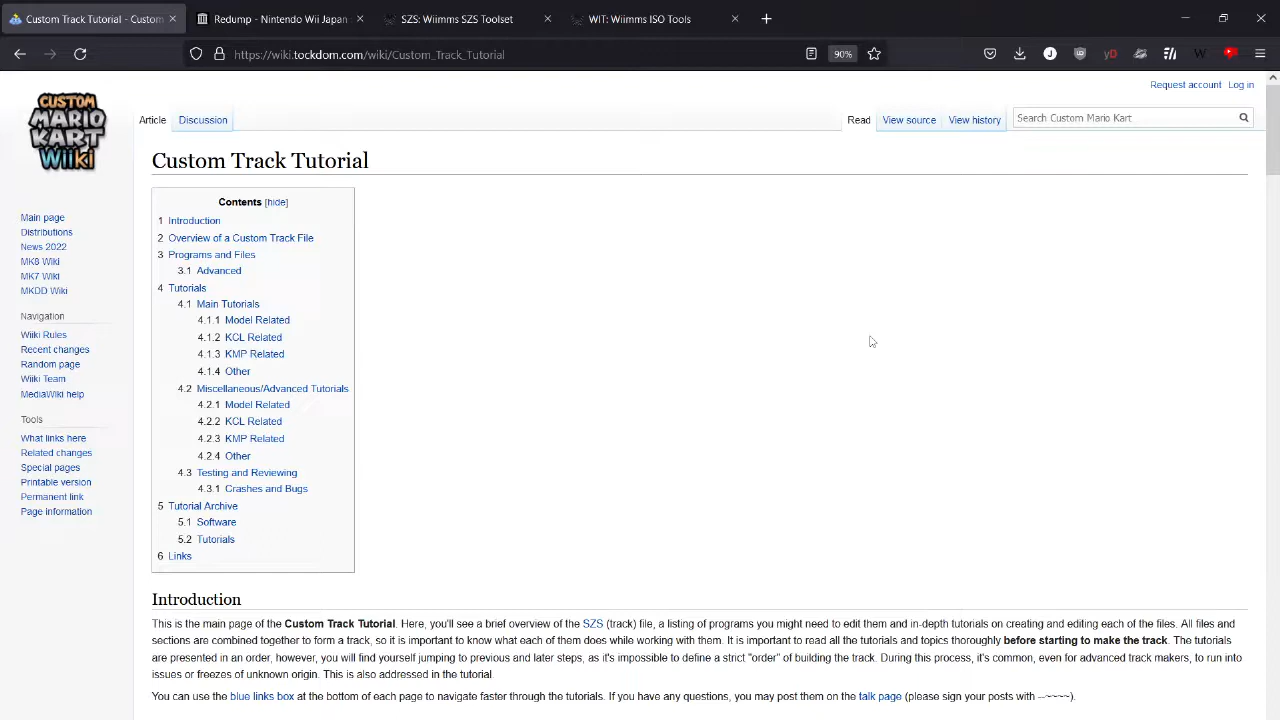 Custom Track Tutorial - Custom
Redump - Nintendo Wii Japan
SZS: Wiimms SZS Toolset
WIT: Wiimms ISO Tools
https://wiki.tockdom.com/wiki/Custom_Track_Tutorial
90%
Request account Log in
CUSTOM
MARIO
KART
Wiiki
Article Discussion
Read View source View history
Search Custom Mario Kart
Custom Track Tutorial
Main page
Distributions
News 2022
MK8 Wiki
MK7 Wiki
MKDD Wiki
Navigation
Wiiki Rules
Recent changes
Random page
Wiiki Team
MediaWiki help
Tools
What links here
Related changes
Special pages
Printable version
Permanent link
Page information
Contents [hide]
1 Introduction
2 Overview of a Custom Track File
3 Programs and Files
3.1 Advanced
4 Tutorials
4.1 Main Tutorials
4.1.1 Model Related
4.1.2 KCL Related
4.1.3 KMP Related
4.1.4 Other
4.2 Miscellaneous/Advanced Tutorials
4.2.1 Model Related
4.2.2 KCL Related
4.2.3 KMP Related
4.2.4 Other
4.3 Testing and Reviewing
4.3.1 Crashes and Bugs
5 Tutorial Archive
5.1 Software
5.2 Tutorials
6 Links
Introduction
This is the main page of the Custom Track Tutorial. Here, you'll see a brief overview of the SZS (track) file, a listing of programs you might need to edit them and in-depth tutorials on creating and editing each of the files. All files and
sections are combined together to form a track, so it is important to know what each of them does while working with them. It is important to read all the tutorials and topics thoroughly before starting to make the track. The tutorials
are presented in an order, however, you will find yourself jumping to previous and later steps, as it's impossible to define a strict "order" of building the track. During this process, it's common, even for advanced track makers, to run into
issues or freezes of unknown origin. This is also addressed in the tutorial.
You can use the blue links box at the bottom of each page to navigate faster through the tutorials. If you have any questions, you may post them on the talk page (please sign your posts with --~~~~).